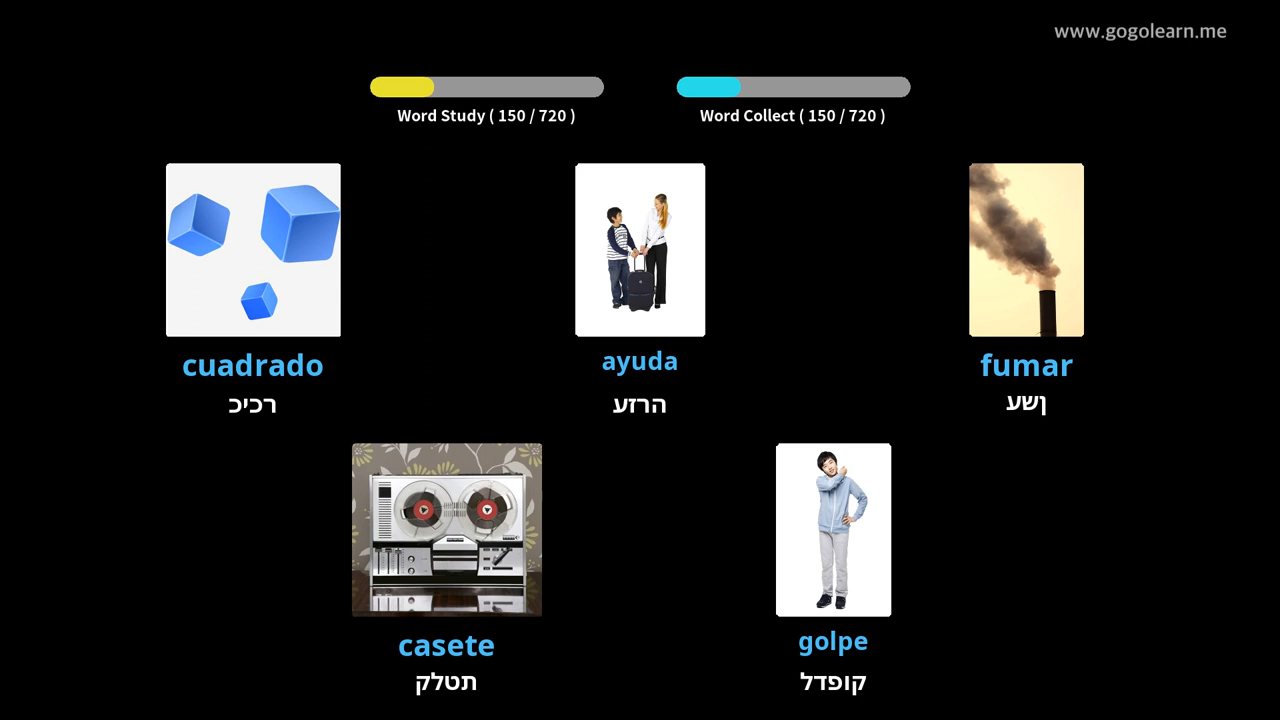 www.gogolearn.me
Word Study ( 150 / 720 )
Word Collect ( 150 / 720 )
cuadrado
רכיכ
ayuda
הרזע
fumar
ןשע
casete
תטלק
golpe
קופדל